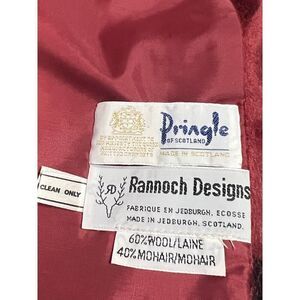 Pringle
OF SCOTLAND
MADE IN SCOTLAND
CLEAN ONLY
Rannoch Designs
FABRIQUE EN JEDBURGH, ECOSSE
MADE IN JEDBURGH, SCOTLAND.
60%WOOL/LAINE
40%MOHAIR/MOHAIR